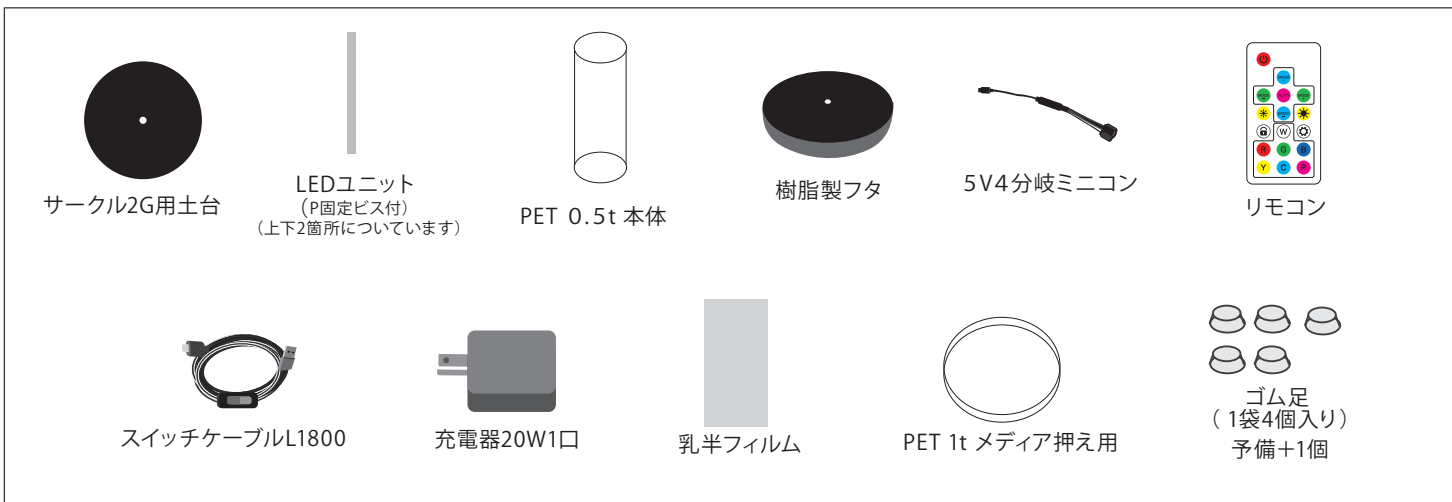 サークル2G用土台
LEDユニット
（P固定ビス付）
（上下2箇所についています）
PET 0.5t 本体
樹脂製フタ
5V4分岐ミニコン
SPEED
MODE
AUTO
MODE
SPEED
W
R G B
Y C P
リモコン
スイッチケーブルL1800
充電器20W1口
乳半フィルム
PET 1t メディア押え用
ゴム足
（ 1袋4個入り）
予備＋1個